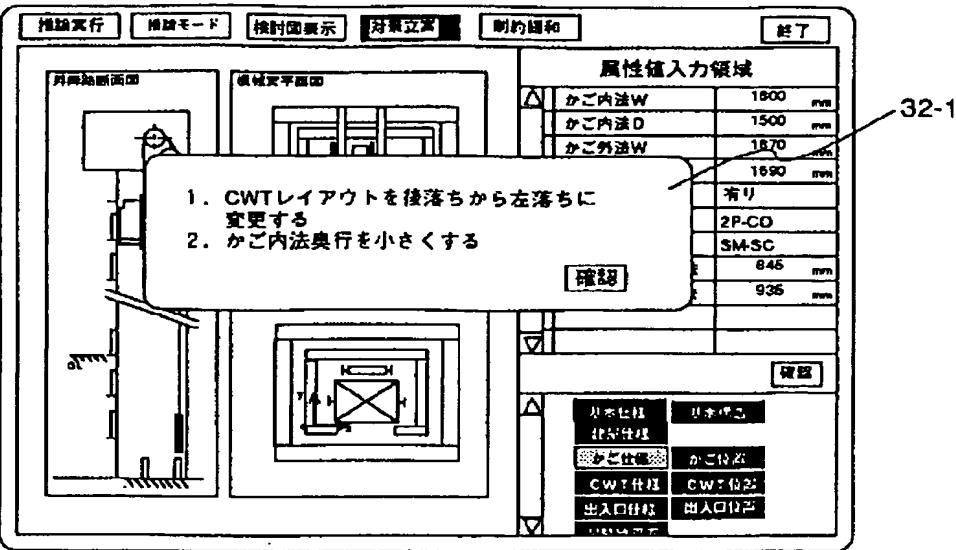 推論実行 推論モード 検討図表示 対策立案 制約緩和 終了
属性値入力領域
昇降路断面図 機械室平面図
かご内法W 1600 mm
かご内法D 1500 mm
かご外法W 1670 mm
1690 mm
有り
2P-CO
SM-SC
845 mm
935 mm
32-1
1. CWTレイアウトを後落ちから左落ちに
変更する
2. かご内法奥行を小さくする
確認
GL
確認
基本仕様
かご仕様 かご位置
CWT仕様 CWT位置
出入口仕様 出入口位置